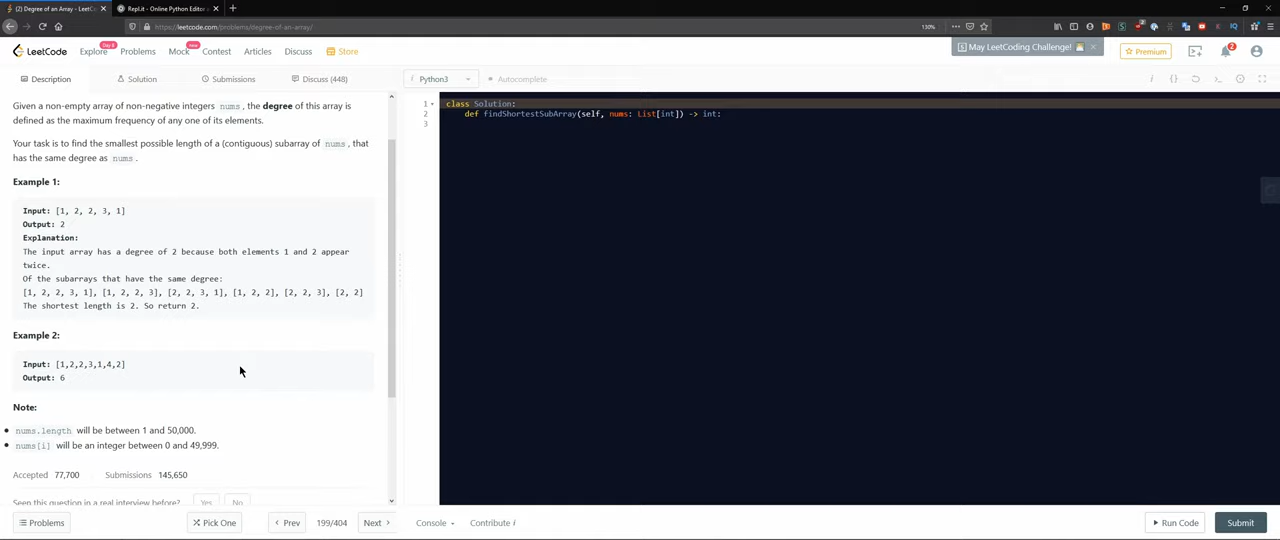 (2) Degree of an Array - LeetC
Repl.it - Online Python Editor a
https://leetcode.com/problems/degree-of-an-array/
130%
LeetCode
Explore
Day 6
Problems
Mock
new
Contest
Articles
Discuss
Store
May LeetCoding Challenge!
Premium
2
Description
Solution
Submissions
Discuss (448)
Python3
Autocomplete
Given a non-empty array of non-negative integers nums, the degree of this array is
defined as the maximum frequency of any one of its elements.
Your task is to find the smallest possible length of a (contiguous) subarray of nums, that
has the same degree as nums.
Example 1:
Input: [1, 2, 2, 3, 1]
Output: 2
Explanation:
The input array has a degree of 2 because both elements 1 and 2 appear
twice.
Of the subarrays that have the same degree:
[1, 2, 2, 3, 1], [1, 2, 2, 3], [2, 2, 3, 1], [1, 2, 2], [2, 2, 3], [2, 2]
The shortest length is 2. So return 2.
Example 2:
Input: [1,2,2,3,1,4,2]
Output: 6
Note:
nums.length will be between 1 and 50,000.
nums[i] will be an integer between 0 and 49,999.
Accepted 77,700 Submissions 145,650
Seen this question in a real interview before? Yes No
1 class Solution:
2 def findShortestSubArray(self, nums: List[int]) -> int:
3
Problems
Pick One
Prev
199/404
Next
Console
Contribute i
Run Code
Submit